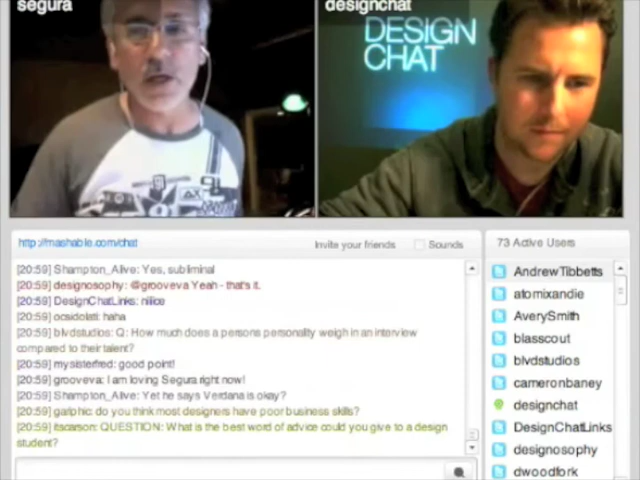 segura
designchat
DESIGN
CHAT
http://mashable.com/chat
Invite your friends
Sounds
73 Active Users
[20:59] Shampton_Alive: Yes, subliminal
[20:59] designosophy: @grooveva Yeah - that's it.
[20:59] DesignChatLinks: niiice
[20:59] ocsidolati: haha
[20:59] blvdstudios: Q: How much does a persons personality weigh in an interview
compared to their talent?
[20:59] mysisterfred: good point!
[20:59] grooveva: I am loving Segura right now!
[20:59] Shampton_Alive: Yet he says Verdana is okay?
[20:59] garphic: do you think most designers have poor business skills?
[20:59] itscarson: QUESTION: What is the best word of advice could you give to a design
student?
AndrewTibbetts
atomixandie
AverySmith
blasscout
blvdstudios
cameronbaney
designchat
DesignChatLinks
designosophy
dwoodfork